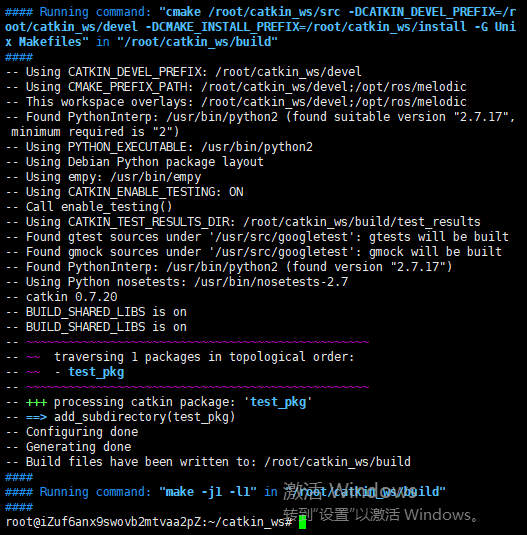 #### Running command: "cmake /root/catkin_ws/src -DCATKIN_DEVEL_PREFIX=/r
oot/catkin_ws/devel -DCMAKE_INSTALL_PREFIX=/root/catkin_ws/install -G Uni
x Makefiles" in "/root/catkin_ws/build"
####
-- Using CATKIN_DEVEL_PREFIX: /root/catkin_ws/devel
-- Using CMAKE_PREFIX_PATH: /root/catkin_ws/devel;/opt/ros/melodic
-- This workspace overlays: /root/catkin_ws/devel;/opt/ros/melodic
-- Found PythonInterp: /usr/bin/python2 (found suitable version "2.7.17",
 minimum required is "2")
-- Using PYTHON_EXECUTABLE: /usr/bin/python2
-- Using Debian Python package layout
-- Using empy: /usr/bin/empy
-- Using CATKIN_ENABLE_TESTING: ON
-- Call enable_testing()
-- Using CATKIN_TEST_RESULTS_DIR: /root/catkin_ws/build/test_results
-- Found gtest sources under '/usr/src/googletest': gtests will be built
-- Found gmock sources under '/usr/src/googletest': gmock will be built
-- Found PythonInterp: /usr/bin/python2 (found version "2.7.17")
-- Using Python nosetests: /usr/bin/nosetests-2.7
-- catkin 0.7.20
-- BUILD_SHARED_LIBS is on
-- BUILD_SHARED_LIBS is on
-- ~~~~~~~~~~~~~~~~~~~~~~~~~~~~~~~~~~~~~~~~~~~~~~~~~
-- ~~  traversing 1 packages in topological order:
-- ~~  - test_pkg
-- ~~~~~~~~~~~~~~~~~~~~~~~~~~~~~~~~~~~~~~~~~~~~~~~~~
-- +++ processing catkin package: 'test_pkg'
-- ==> add_subdirectory(test_pkg)
-- Configuring done
-- Generating done
-- Build files have been written to: /root/catkin_ws/build
####
#### Running command: "make -j1 -l1" in "/root/catkin_ws/build"
####
root@iZuf6anx9swovb2mtvaa2pZ:~/catkin_ws#
激活 Windows
转到“设置”以激活 Windows。